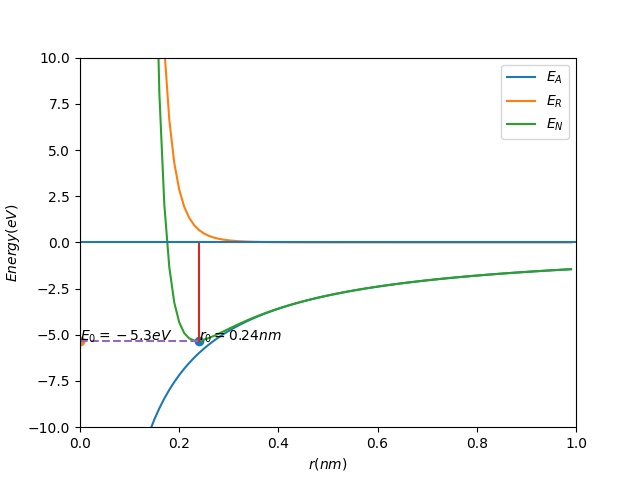 10.0
7.5
5.0
2.5
0.0
−2.5
−5.0
−7.5
−10.0
Energy(eV)
E_A
E_R
E_N
E_0 = −5.3eV
r_0 = 0.24nm
0.0 0.2 0.4 0.6 0.8 1.0
r(nm)